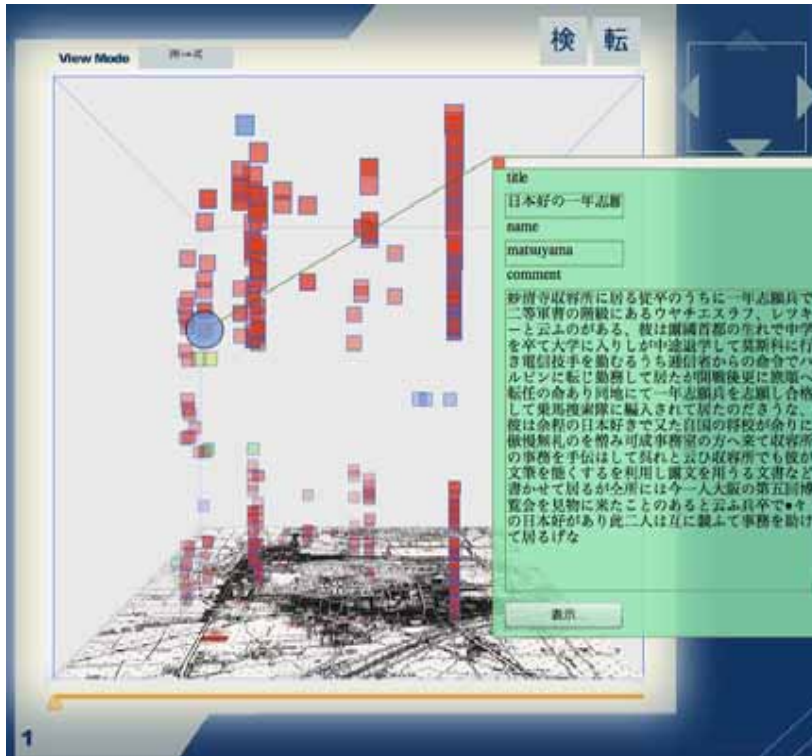 View Mode
検 転
title
日本好の一年志願
name
matsuyama
comment
妙清寺収容所に居る従卒のうちに一年志願兵で
二等軍書の階級にあるウヤチエスラフ、レツキ
ーと云ふのがある、彼は露國首都の生れで中学
を卒て大学に入りしが中途退学して莫斯科に行
き電信技手を勤むるうち逓信省からの命令でハ
ルビンに転じ勤務して居たが開戦後更に旅順へ
転任の命あり同地にて一年志願兵を志願し合格
して乗馬捜索隊に編入されて居たのださうな、
彼は余程の日本好きで又た自国の将校が余りに
傲慢無礼のを憎み可成事務室の方へ来て収容所
の事務を手伝はして呉れと云ひ収容所でも彼が
文筆を能くするを利用し露文を用うる文書など
書かせて居るが仝所には今一人大阪の第五回博
覧会を見物に来たことのあると云ふ兵卒で●々
の日本好があり此二人は互に競ふて事務を助け
て居るげな
表示
1